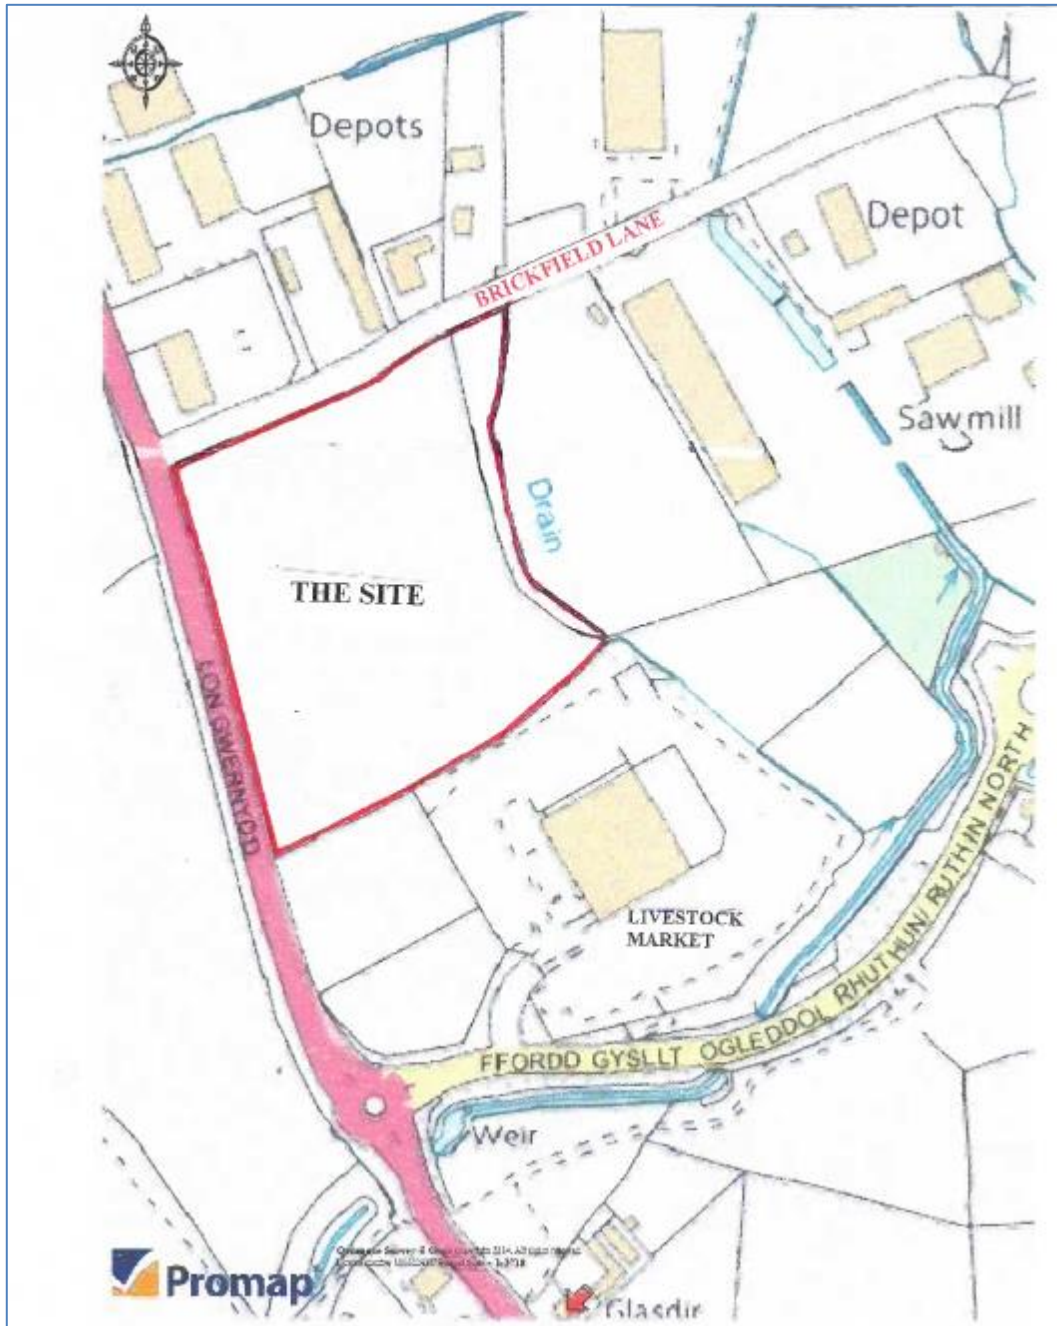 Depots
BRICKFIELD LANE
Depot
Sawmill
Drain
THE SITE
LON GWERNYDD
LIVESTOCK
MARKET
FFORDD GYSLLT OGLEDDOL RHUTHUN/ RUTHIN NORTH
Weir
Promap
Glasdir